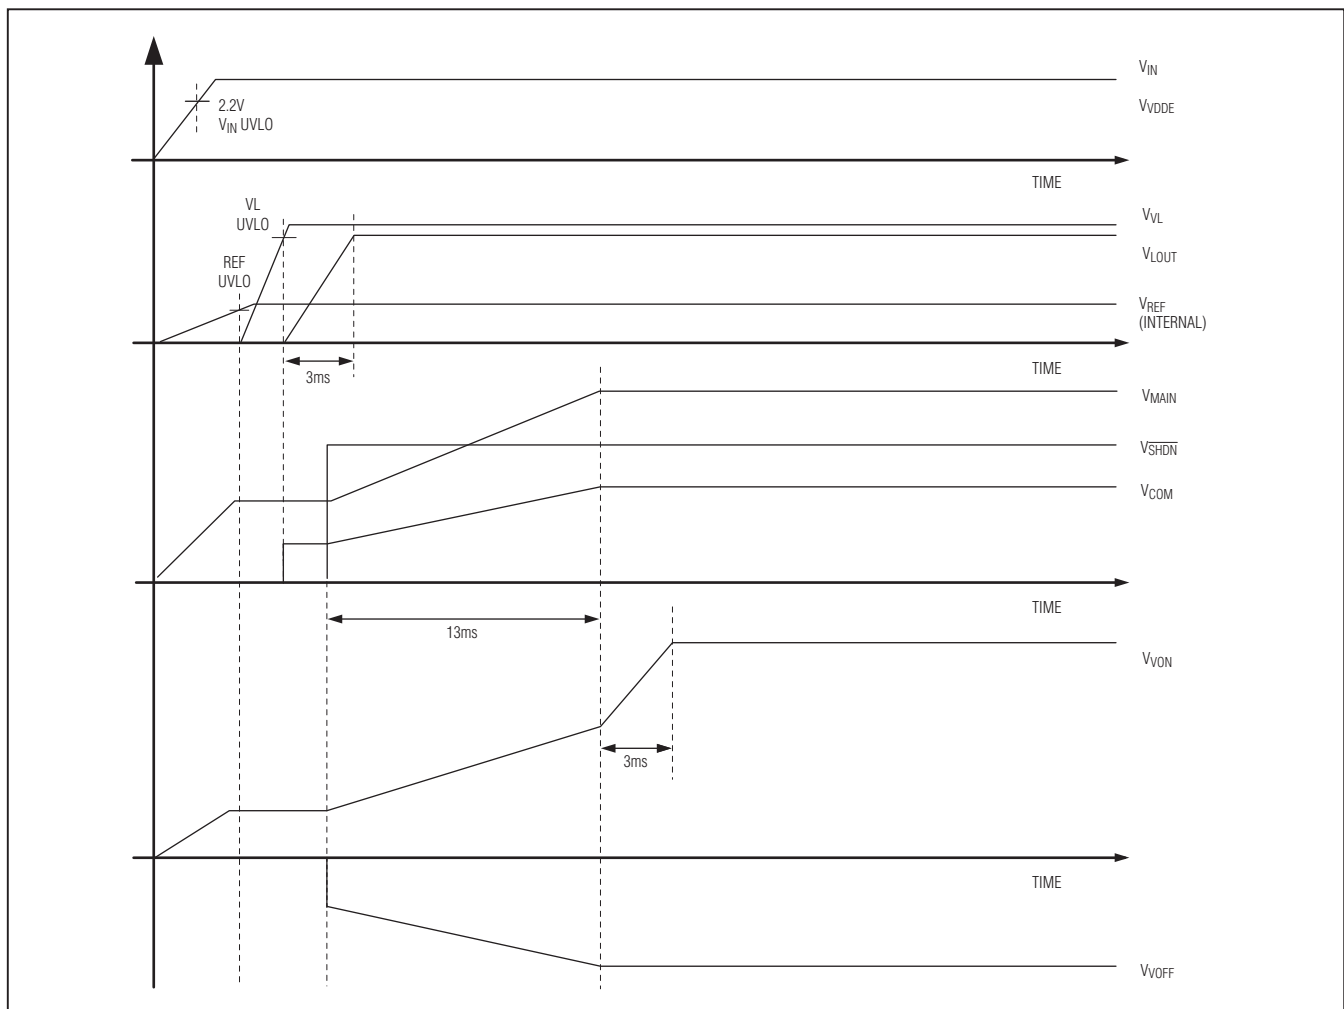 V_IN
2.2V
V_IN UVLO
V_VDDE
TIME
VL
UVLO
V_VL
V_LOUT
REF
UVLO
V_REF
(INTERNAL)
TIME
3ms
V_MAIN
V_S̅H̅D̅N̅
V_COM
TIME
13ms
V_VON
3ms
TIME
V_VOFF